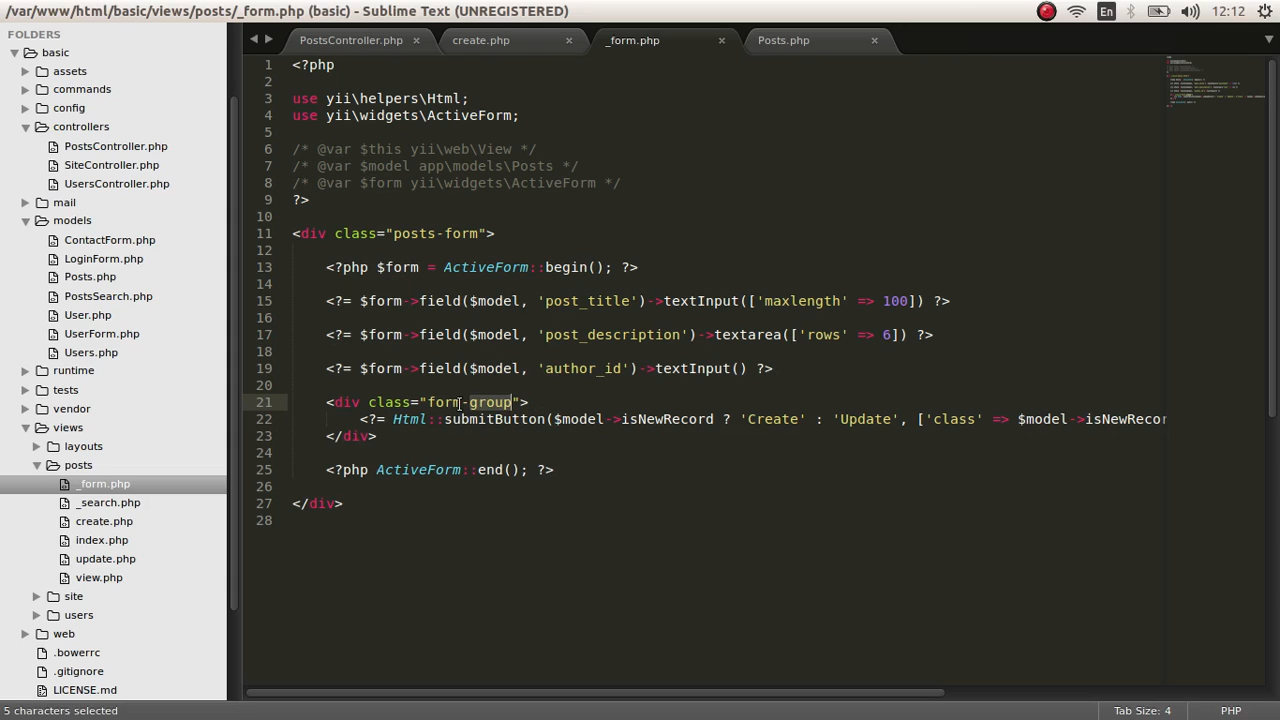 /var/www/html/basic/views/posts/_form.php (basic) - Sublime Text (UNREGISTERED)
En
12:12
FOLDERS
basic
assets
commands
config
controllers
PostsController.php
SiteController.php
UsersController.php
mail
models
ContactForm.php
LoginForm.php
Posts.php
PostsSearch.php
User.php
UserForm.php
Users.php
runtime
tests
vendor
views
layouts
posts
_form.php
_search.php
create.php
index.php
update.php
view.php
site
users
web
.bowerrc
.gitignore
LICENSE.md
PostsController.php
create.php
_form.php
Posts.php
1 <?php
2
3 use yii\helpers\Html;
4 use yii\widgets\ActiveForm;
5
6 /* @var $this yii\web\View */
7 /* @var $model app\models\Posts */
8 /* @var $form yii\widgets\ActiveForm */
9 ?>
10
11 <div class="posts-form">
12
13 <?php $form = ActiveForm::begin(); ?>
14
15 <?= $form->field($model, 'post_title')->textInput(['maxlength' => 100]) ?>
16
17 <?= $form->field($model, 'post_description')->textarea(['rows' => 6]) ?>
18
19 <?= $form->field($model, 'author_id')->textInput() ?>
20
21 <div class="form-group">
22 <?= Html::submitButton($model->isNewRecord ? 'Create' : 'Update', ['class' => $model->isNewRecor
23 </div>
24
25 <?php ActiveForm::end(); ?>
26
27 </div>
28
5 characters selected
Tab Size: 4
PHP